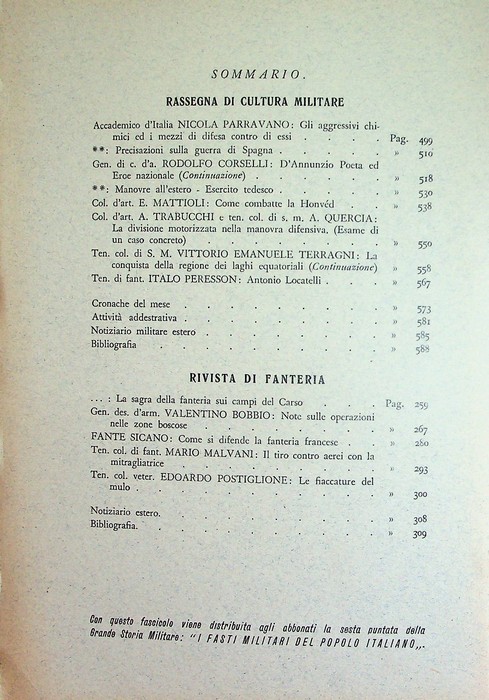 SOMMARIO.
RASSEGNA DI CULTURA MILITARE
Accademico d'Italia NICOLA PARRAVANO: Gli aggressivi chi-
mici ed i mezzi di difesa contro di essi . . . . Pag. 499
**: Precisazioni sulla guerra di Spagna . . . . . » 510
Gen. di c. d'a. RODOLFO CORSELLI: D'Annunzio Poeta ed
Eroe nazionale (Continuazione) . . . . . » 518
**: Manovre all'estero - Esercito tedesco . . . . » 530
Col. d'art. E. MATTIOLI: Come combatte la Honvéd . . . » 538
Col. d'art. A. TRABUCCHI e ten. col. di s. m. A. QUERCIA:
La divisione motorizzata nella manovra difensiva. (Esame di
un caso concreto) . . . . . . . » 550
Ten. col. di S. M. VITTORIO EMANUELE TERRAGNI: La
conquista della regione dei laghi equatoriali (Continuazione) » 558
Ten. di fant. ITALO PERESSON: Antonio Locatelli . . . » 567
Cronache del mese . . . . . . . . » 573
Attività addestrativa . . . . . . . . » 581
Notiziario militare estero . . . . . . . » 585
Bibliografia . . . . . . . . » 588
RIVISTA DI FANTERIA
... : La sagra della fanteria sui campi del Carso . . . Pag. 259
Gen. des. d'arm. VALENTINO BOBBIO: Note sulle operazioni
nelle zone boscose . . . . . . . » 267
FANTE SICANO: Come si difende la fanteria francese . . » 280
Ten. col. di fant. MARIO MALVANI: Il tiro contro aerei con la
mitragliatrice . . . . . . . . » 293
Ten. col. veter. EDOARDO POSTIGLIONE: Le fiaccature del
mulo . . . . . . . . . » 300
Notiziario estero. . . . . . . . . » 308
Bibliografia. . . . . . . . . » 309
Con questo fascicolo viene distribuita agli abbonati la sesta puntata della
Grande Storia Militare: "I FASTI MILITARI DEL POPOLO ITALIANO„.